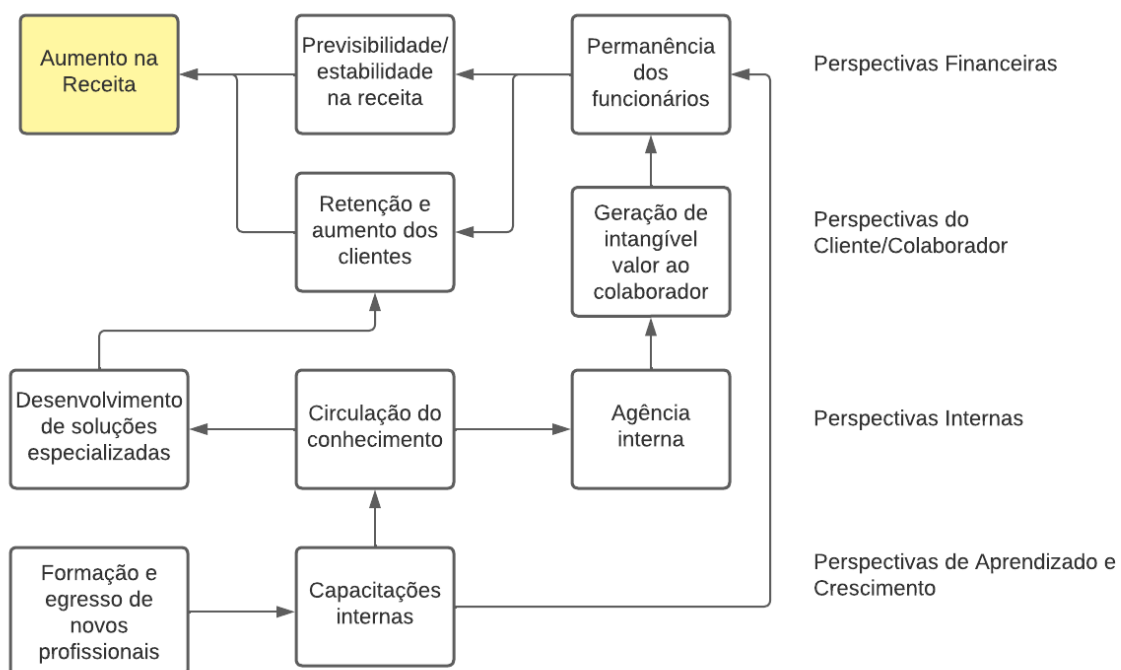 Aumento na
Receita
Previsibilidade/
estabilidade
na receita
Permanência
dos
funcionários
Perspectivas Financeiras
Retenção e
aumento dos
clientes
Geração de
intangível
valor ao
colaborador
Perspectivas do
Cliente/Colaborador
Desenvolvimento
de soluções
especializadas
Circulação do
conhecimento
Agência
interna
Perspectivas Internas
Formação e
egresso de
novos
profissionais
Capacitações
internas
Perspectivas de Aprendizado e
Crescimento